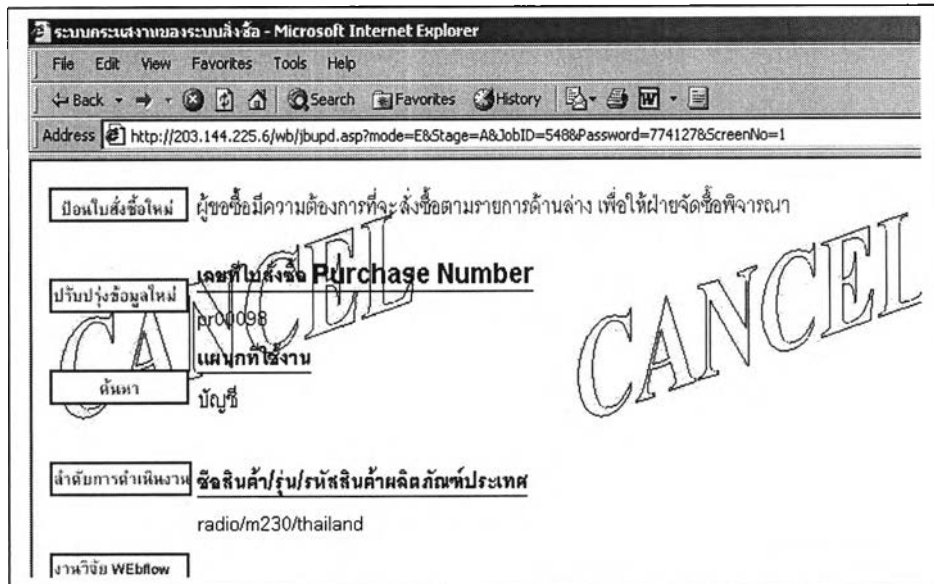 ระบบกระแสงานของระบบสั่งซื้อ - Microsoft Internet Explorer
File Edit View Favorites Tools Help
Back Search Favorites History
Address http://203.144.225.6/wb/jbupd.asp?mode=E&Stage=A&JobID=548&Password=774127&ScreenNo=1
ป้อนใบสั่งซื้อใหม่ ผู้ขอซื้อมีความต้องการที่จะสั่งซื้อตามรายการด้านล่าง เพื่อให้ฝ่ายจัดซื้อพิจารณา
CANCEL CANCEL
เลขที่ใบสั่งซื้อ Purchase Number
ปรับปรุงข้อมูลใหม่
pr00098
แผนกที่ใช้งาน
ค้นหา
บัญชี
ลำดับการดำเนินงาน ชื่อสินค้า/รุ่น/รหัสสินค้าผลิตภัณฑ์ประเทศ
radio/m230/thailand
งานวิจัย WEbflow